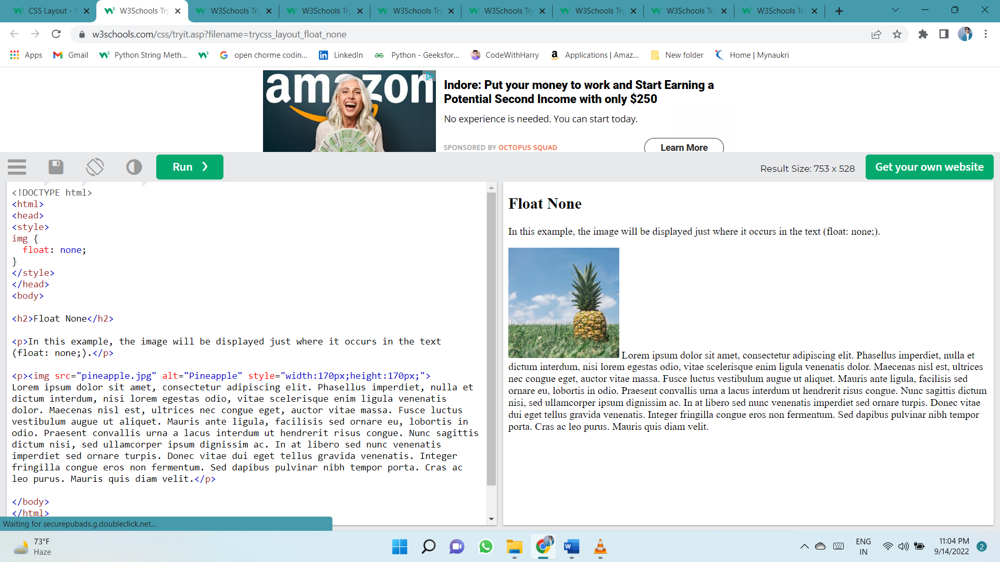 CSS Layout - f
W3Schools Try
W3Schools Try
W3Schools Try
W3Schools Try
W3Schools Try
W3Schools Try
W3Schools Try
W3Schools Try
w3schools.com/css/tryit.asp?filename=trycss_layout_float_none
Apps
Gmail
Python String Meth...
open chorme codin...
LinkedIn
Python - Geeksfor...
CodeWithHarry
Applications | Amaz...
New folder
Home | Mynaukri
amazon
Indore: Put your money to work and Start Earning a
Potential Second Income with only $250
No experience is needed. You can start today.
SPONSORED BY OCTOPUS SQUAD
Learn More
Run ❯
Result Size: 753 x 528
Get your own website
<!DOCTYPE html>
<html>
<head>
<style>
img {
  float: none;
}
</style>
</head>
<body>
<h2>Float None</h2>
<p>In this example, the image will be displayed just where it occurs in the text
(float: none;).</p>
<p><img src="pineapple.jpg" alt="Pineapple" style="width:170px;height:170px;">
Lorem ipsum dolor sit amet, consectetur adipiscing elit. Phasellus imperdiet, nulla et
dictum interdum, nisi lorem egestas odio, vitae scelerisque enim ligula venenatis
dolor. Maecenas nisl est, ultrices nec congue eget, auctor vitae massa. Fusce luctus
vestibulum augue ut aliquet. Mauris ante ligula, facilisis sed ornare eu, lobortis in
odio. Praesent convallis urna a lacus interdum ut hendrerit risus congue. Nunc sagittis
dictum nisi, sed ullamcorper ipsum dignissim ac. In at libero sed nunc venenatis
imperdiet sed ornare turpis. Donec vitae dui eget tellus gravida venenatis. Integer
fringilla congue eros non fermentum. Sed dapibus pulvinar nibh tempor porta. Cras ac
leo purus. Mauris quis diam velit.</p>
</body>
</html>
Float None
In this example, the image will be displayed just where it occurs in the text (float: none;).
Lorem ipsum dolor sit amet, consectetur adipiscing elit. Phasellus imperdiet, nulla et
dictum interdum, nisi lorem egestas odio, vitae scelerisque enim ligula venenatis dolor. Maecenas nisl est, ultrices
nec congue eget, auctor vitae massa. Fusce luctus vestibulum augue ut aliquet. Mauris ante ligula, facilisis sed
ornare eu, lobortis in odio. Praesent convallis urna a lacus interdum ut hendrerit risus congue. Nunc sagittis dictum
nisi, sed ullamcorper ipsum dignissim ac. In at libero sed nunc venenatis imperdiet sed ornare turpis. Donec vitae
dui eget tellus gravida venenatis. Integer fringilla congue eros non fermentum. Sed dapibus pulvinar nibh tempor
porta. Cras ac leo purus. Mauris quis diam velit.
Waiting for securepubads.g.doubleclick.net...
73°F
Haze
ENG
IN
11:04 PM
9/14/2022
2